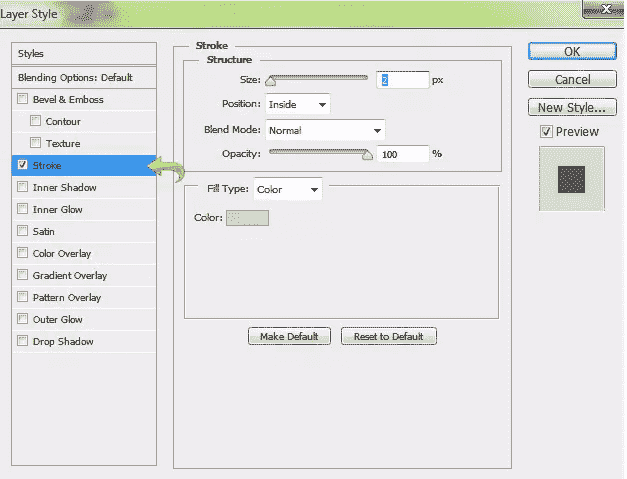 Layer Style
Styles
Blending Options: Default
Bevel & Emboss
Contour
Texture
Stroke
Inner Shadow
Inner Glow
Satin
Color Overlay
Gradient Overlay
Pattern Overlay
Outer Glow
Drop Shadow
Stroke
Structure
Size: 2 px
Position: Inside
Blend Mode: Normal
Opacity: 100 %
Fill Type: Color
Color:
Make Default Reset to Default
OK
Cancel
New Style...
Preview